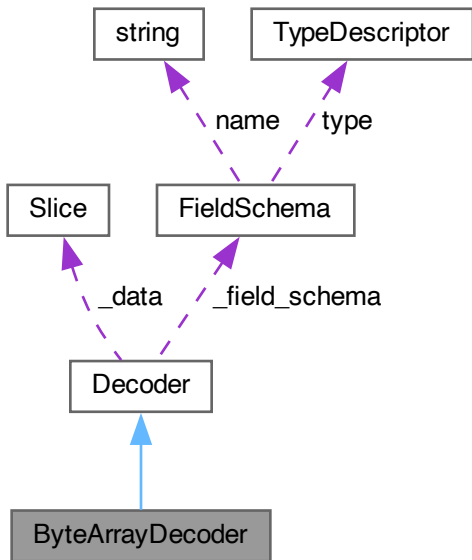 string
TypeDescriptor
name
type
Slice
FieldSchema
_data
_field_schema
Decoder
ByteArrayDecoder